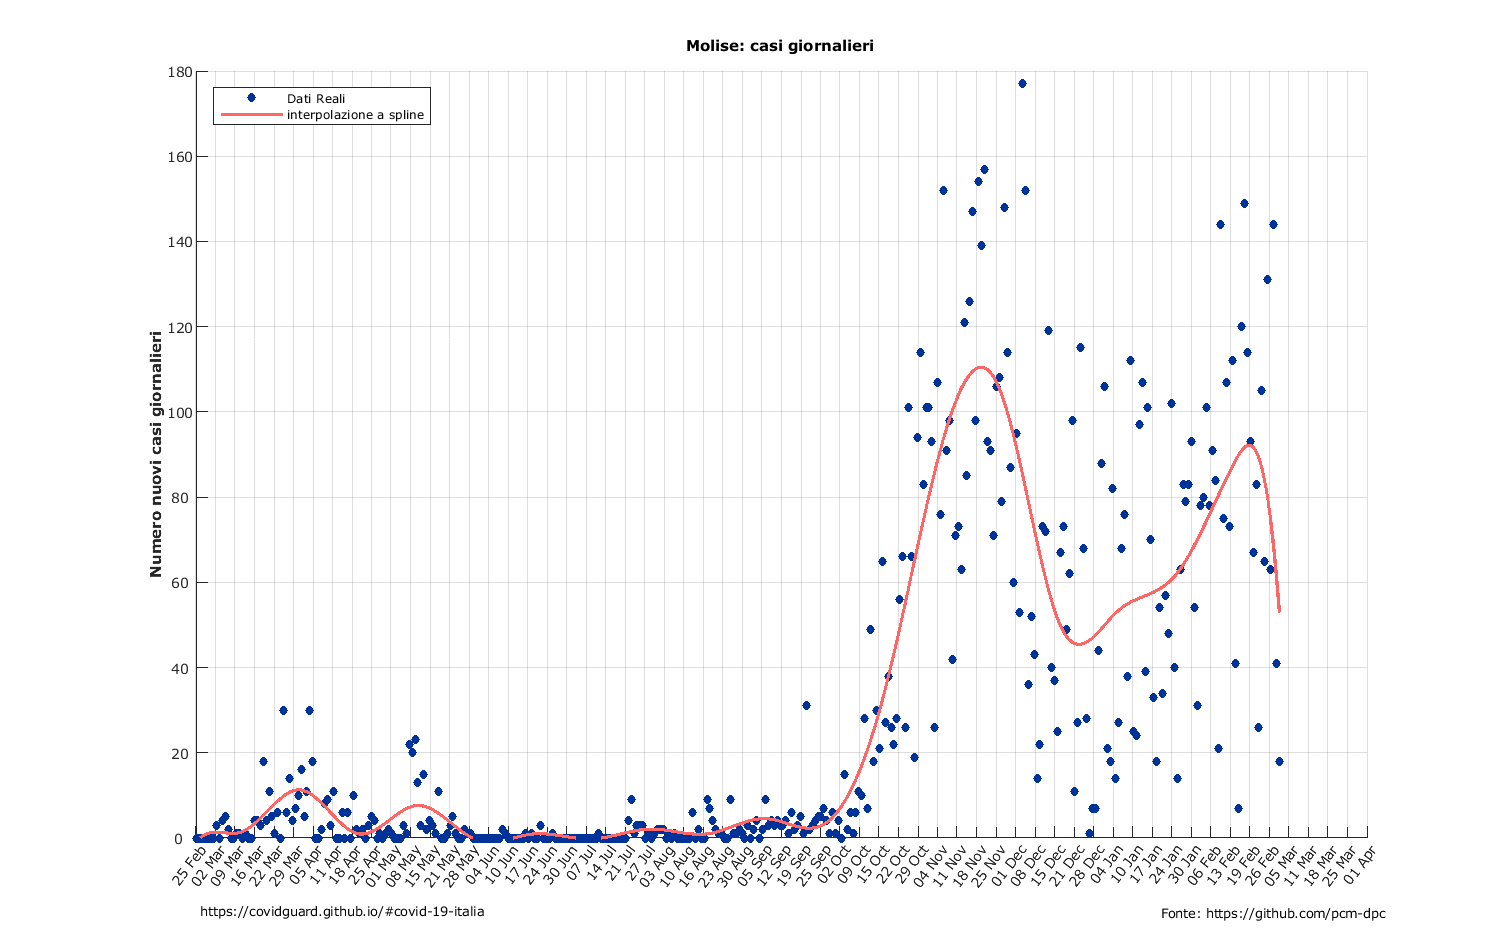 Molise: casi giornalieri
Dati Reali
interpolazione a spline
Numero nuovi casi giornalieri
180
160
140
120
100
80
60
40
20
0
25 Feb
02 Mar
09 Mar
16 Mar
22 Mar
29 Mar
05 Apr
11 Apr
18 Apr
25 Apr
01 May
08 May
15 May
21 May
28 May
04 Jun
10 Jun
17 Jun
24 Jun
30 Jun
07 Jul
14 Jul
21 Jul
27 Jul
03 Aug
10 Aug
16 Aug
23 Aug
30 Aug
05 Sep
12 Sep
19 Sep
25 Sep
02 Oct
09 Oct
15 Oct
22 Oct
29 Oct
04 Nov
11 Nov
18 Nov
25 Nov
01 Dec
08 Dec
15 Dec
21 Dec
28 Dec
04 Jan
10 Jan
17 Jan
24 Jan
30 Jan
06 Feb
13 Feb
19 Feb
26 Feb
05 Mar
11 Mar
18 Mar
25 Mar
01 Apr
https://covidguard.github.io/#covid-19-italia
Fonte: https://github.com/pcm-dpc